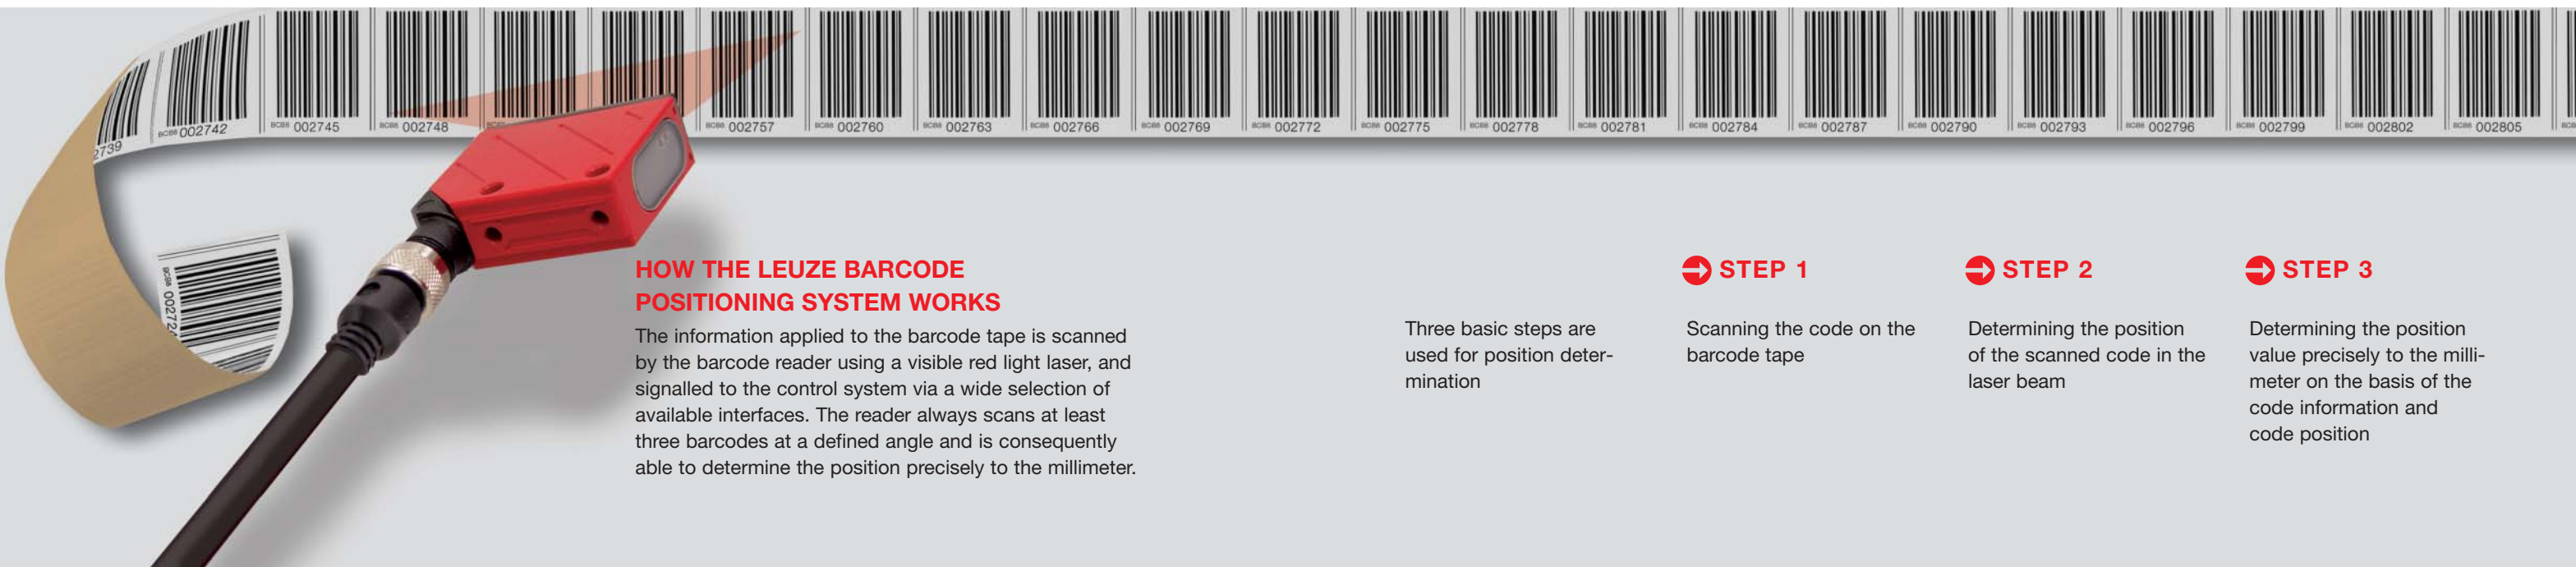 BCB8 002742
BCB8 002745
BCB8 002748
BCB8 002757
BCB8 002760
BCB8 002763
BCB8 002766
BCB8 002769
BCB8 002772
BCB8 002775
BCB8 002778
BCB8 002781
BCB8 002784
BCB8 002787
BCB8 002790
BCB8 002793
BCB8 002796
BCB8 002799
BCB8 002802
BCB8 002805
2739
BCB8 00272
HOW THE LEUZE BARCODE
POSITIONING SYSTEM WORKS
The information applied to the barcode tape is scanned
by the barcode reader using a visible red light laser, and
signalled to the control system via a wide selection of
available interfaces. The reader always scans at least
three barcodes at a defined angle and is consequently
able to determine the position precisely to the millimeter.
Three basic steps are
used for position deter-
mination
STEP 1
Scanning the code on the
barcode tape
STEP 2
Determining the position
of the scanned code in the
laser beam
STEP 3
Determining the position
value precisely to the milli-
meter on the basis of the
code information and
code position